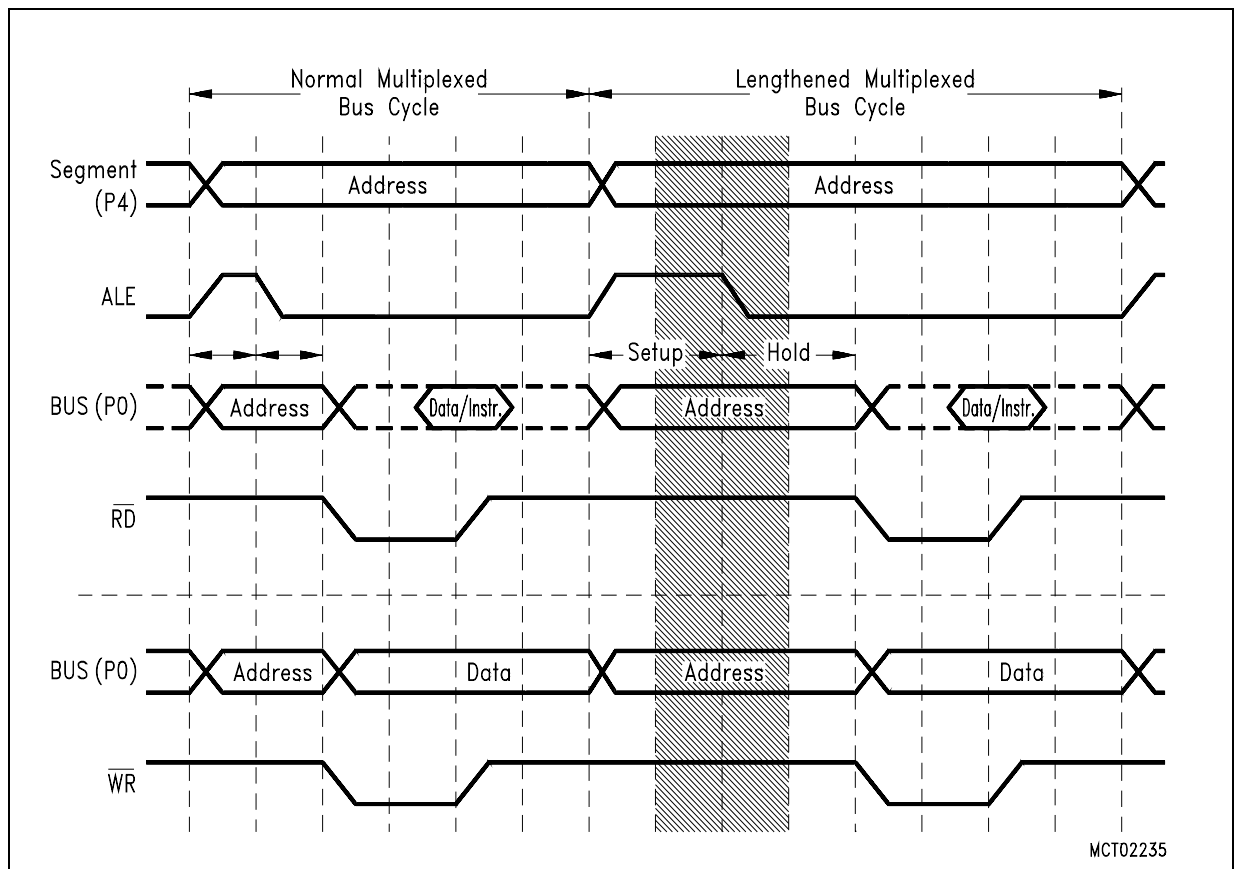 Normal Multiplexed
Bus Cycle
Lengthened Multiplexed
Bus Cycle
Segment
(P4)
Address
Address
ALE
Setup
Hold
BUS (P0)
Address
Data/Instr.
Address
Data/Instr.
RD
BUS (P0)
Address
Data
Address
Data
WR
MCT02235